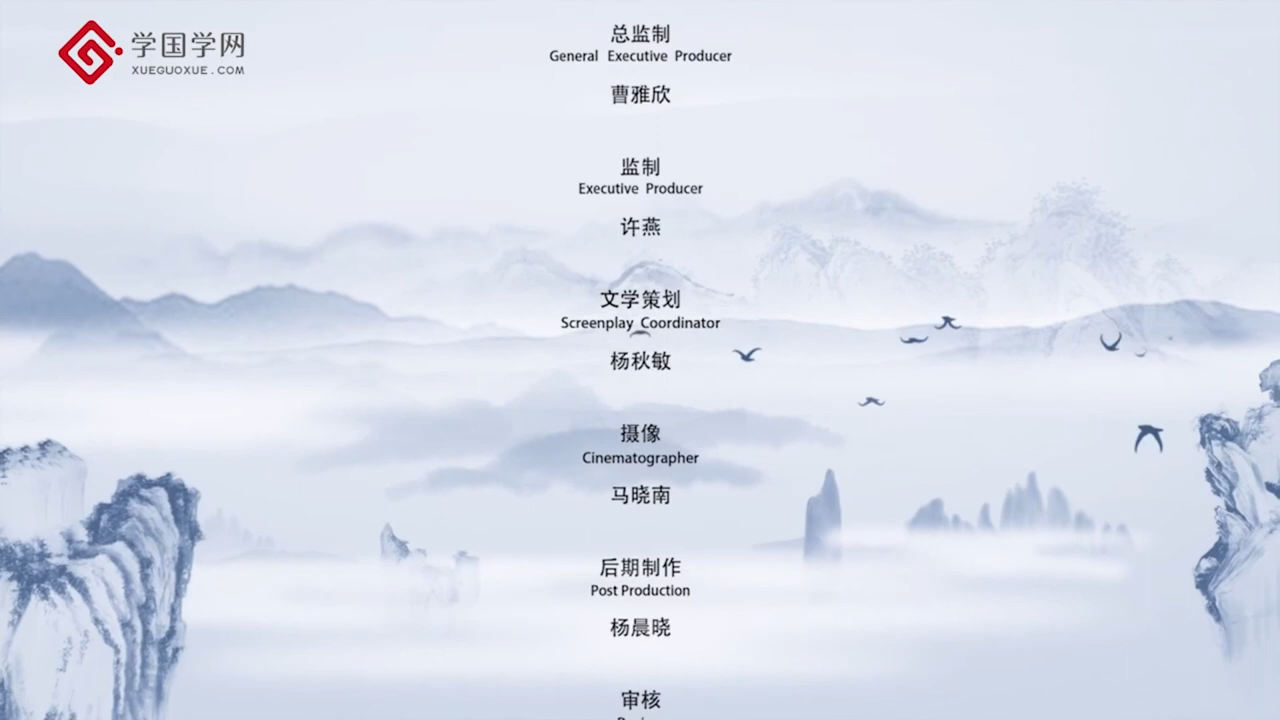 学国学网
XUEGUOXUE.COM
总监制
General Executive Producer
曹雅欣
监制
Executive Producer
许燕
文学策划
Screenplay Coordinator
杨秋敏
摄像
Cinematographer
马晓南
后期制作
Post Production
杨晨晓
审核